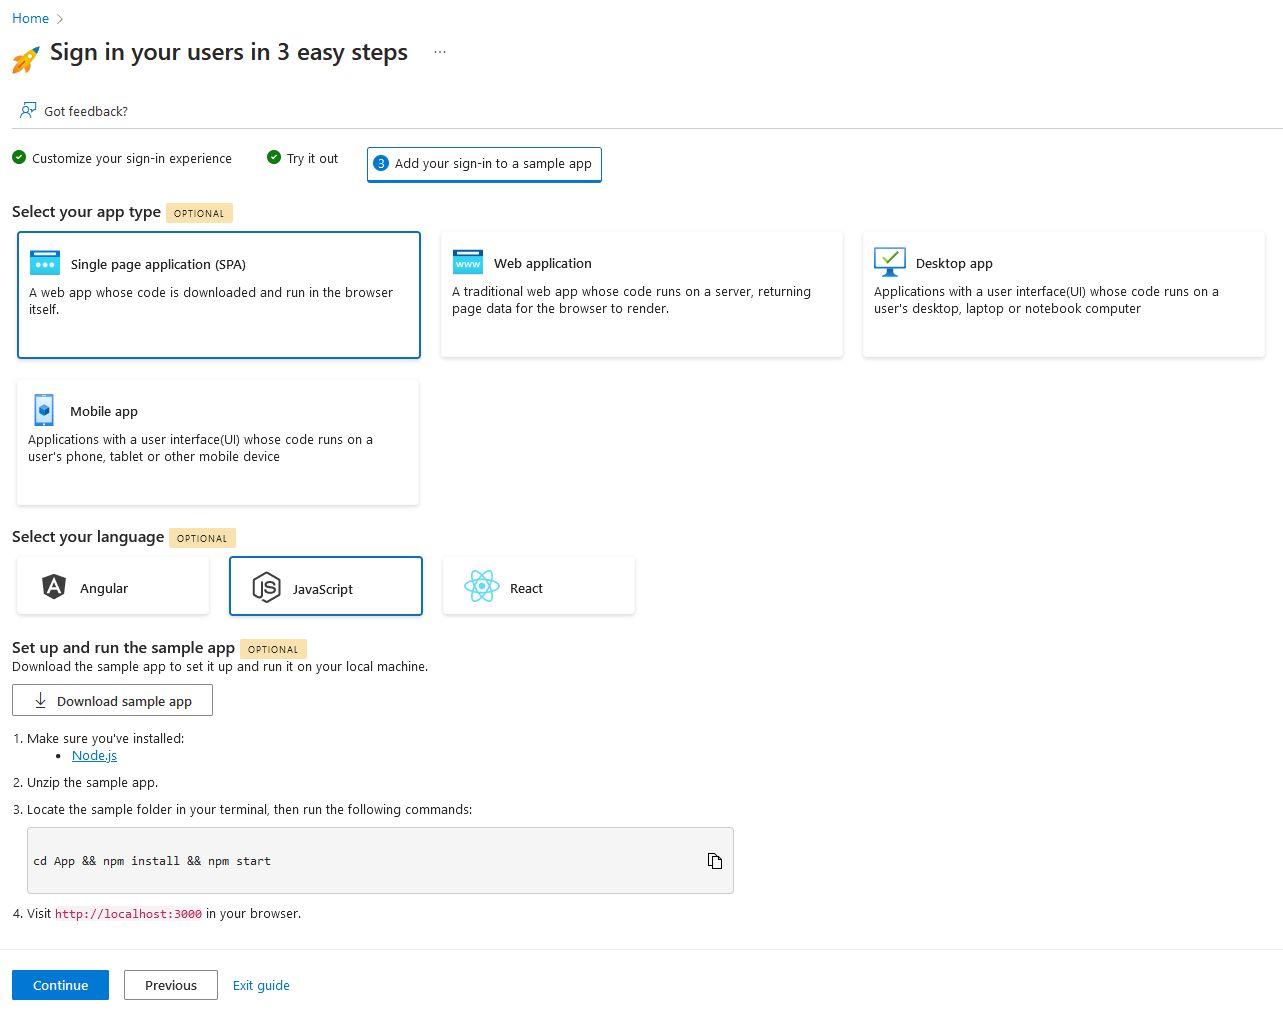 Home
Sign in your users in 3 easy steps ...
Got feedback?
Customize your sign-in experience
Try it out
3 Add your sign-in to a sample app
Select your app type OPTIONAL
Single page application (SPA)
A web app whose code is downloaded and run in the browser
itself.
www Web application
A traditional web app whose code runs on a server, returning
page data for the browser to render.
Desktop app
Applications with a user interface(UI) whose code runs on a
user's desktop, laptop or notebook computer
Mobile app
Applications with a user interface(UI) whose code runs on a
user's phone, tablet or other mobile device
Select your language OPTIONAL
A Angular
JS JavaScript
React
Set up and run the sample app OPTIONAL
Download the sample app to set it up and run it on your local machine.
Download sample app
1. Make sure you've installed:
• Node.js
2. Unzip the sample app.
3. Locate the sample folder in your terminal, then run the following commands:
cd App && npm install && npm start
4. Visit http://localhost:3000 in your browser.
Continue
Previous
Exit guide